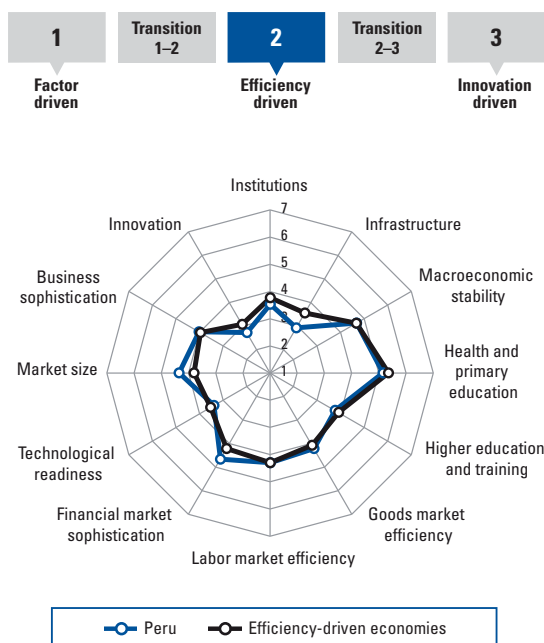 1
Transition
1–2
2
Transition
2–3
3
Factor
driven
Efficiency
driven
Innovation
driven
Institutions
7
Innovation
Infrastructure
6
5
Business
sophistication
Macroeconomic
stability
4
3
Market size
2
1
Health and
primary
education
Technological
readiness
Higher education
and training
Financial market
sophistication
Goods market
efficiency
Labor market efficiency
Peru
Efficiency-driven economies